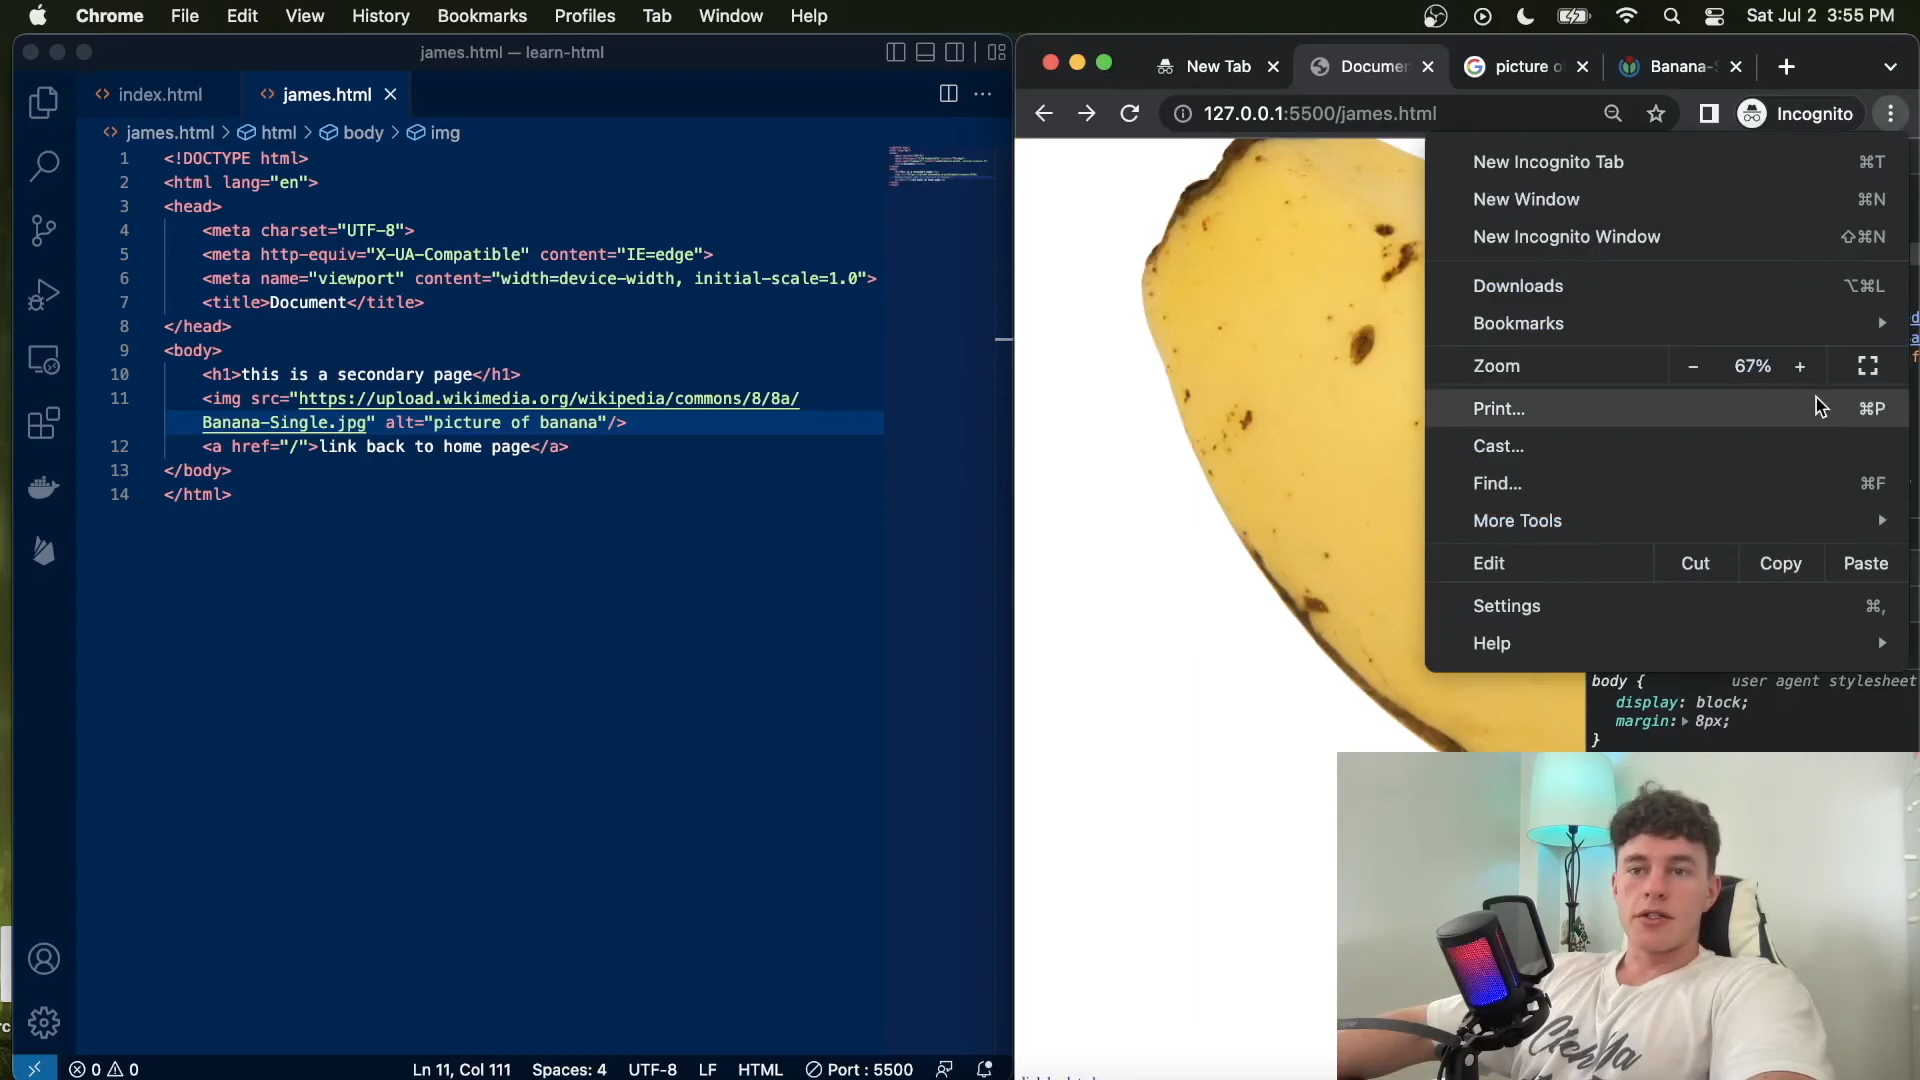 Chrome File Edit View History Bookmarks Profiles Tab Window Help Sat Jul 2 3:55 PM
james.html — learn-html
index.html james.html
james.html > html > body > img
1 <!DOCTYPE html>
2 <html lang="en">
3 <head>
4 <meta charset="UTF-8">
5 <meta http-equiv="X-UA-Compatible" content="IE=edge">
6 <meta name="viewport" content="width=device-width, initial-scale=1.0">
7 <title>Document</title>
8 </head>
9 <body>
10 <h1>this is a secondary page</h1>
11 <img src="https://upload.wikimedia.org/wikipedia/commons/8/8a/
Banana-Single.jpg" alt="picture of banana"/>
12 <a href="/">link back to home page</a>
13 </body>
14 </html>
0 0 Ln 11, Col 111 Spaces: 4 UTF-8 LF HTML Port : 5500
New Tab Documen picture o Banana-S
127.0.0.1:5500/james.html Incognito
New Incognito Tab ⌘T
New Window ⌘N
New Incognito Window ⇧⌘N
Downloads ⌥⌘L
Bookmarks
Zoom − 67% +
Print... ⌘P
Cast...
Find... ⌘F
More Tools
Edit Cut Copy Paste
Settings ⌘,
Help
body { user agent stylesheet
display: block;
margin: 8px;
}